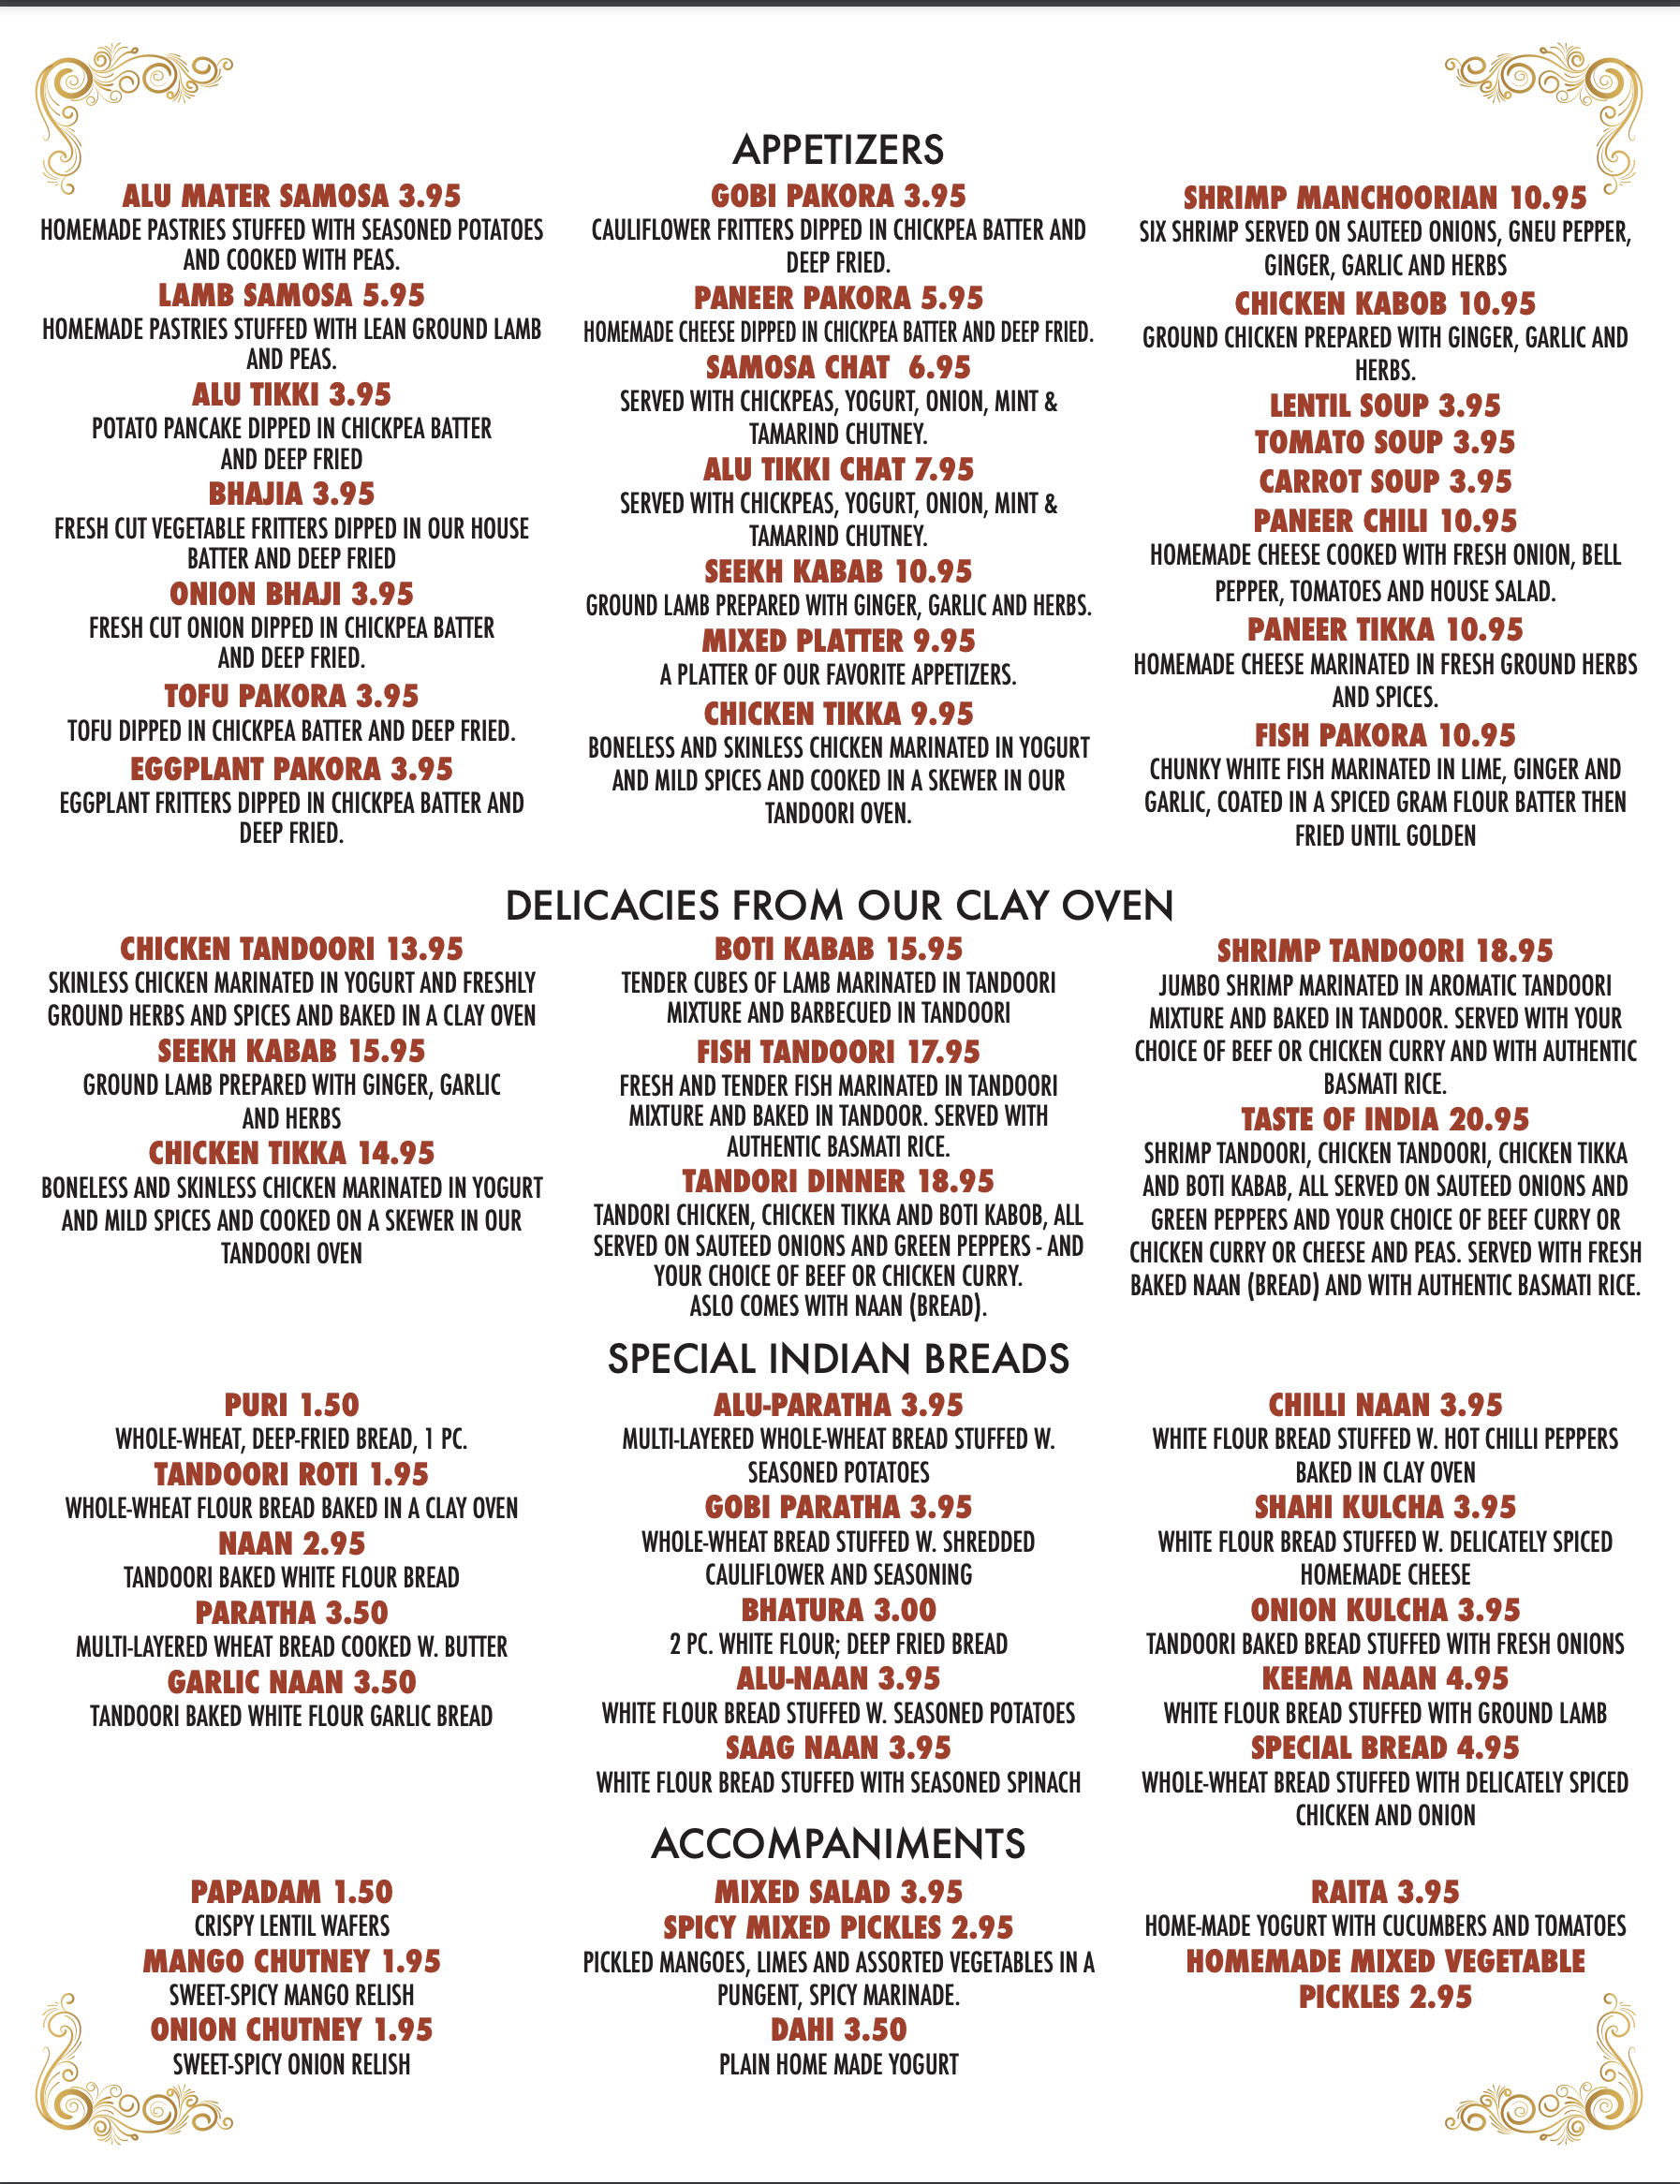 APPETIZERS
ALU MATER SAMOSA 3.95
HOMEMADE PASTRIES STUFFED WITH SEASONED POTATOES
AND COOKED WITH PEAS.
LAMB SAMOSA 5.95
HOMEMADE PASTRIES STUFFED WITH LEAN GROUND LAMB
AND PEAS.
ALU TIKKI 3.95
POTATO PANCAKE DIPPED IN CHICKPEA BATTER
AND DEEP FRIED
BHAJIA 3.95
FRESH CUT VEGETABLE FRITTERS DIPPED IN OUR HOUSE
BATTER AND DEEP FRIED
ONION BHAJI 3.95
FRESH CUT ONION DIPPED IN CHICKPEA BATTER
AND DEEP FRIED.
TOFU PAKORA 3.95
TOFU DIPPED IN CHICKPEA BATTER AND DEEP FRIED.
EGGPLANT PAKORA 3.95
EGGPLANT FRITTERS DIPPED IN CHICKPEA BATTER AND
DEEP FRIED.
GOBI PAKORA 3.95
CAULIFLOWER FRITTERS DIPPED IN CHICKPEA BATTER AND
DEEP FRIED.
PANEER PAKORA 5.95
HOMEMADE CHEESE DIPPED IN CHICKPEA BATTER AND DEEP FRIED.
SAMOSA CHAT 6.95
SERVED WITH CHICKPEAS, YOGURT, ONION, MINT &
TAMARIND CHUTNEY.
ALU TIKKI CHAT 7.95
SERVED WITH CHICKPEAS, YOGURT, ONION, MINT &
TAMARIND CHUTNEY.
SEEKH KABAB 10.95
GROUND LAMB PREPARED WITH GINGER, GARLIC AND HERBS.
MIXED PLATTER 9.95
A PLATTER OF OUR FAVORITE APPETIZERS.
CHICKEN TIKKA 9.95
BONELESS AND SKINLESS CHICKEN MARINATED IN YOGURT
AND MILD SPICES AND COOKED IN A SKEWER IN OUR
TANDOORI OVEN.
SHRIMP MANCHOORIAN 10.95
SIX SHRIMP SERVED ON SAUTEED ONIONS, GNEU PEPPER,
GINGER, GARLIC AND HERBS
CHICKEN KABOB 10.95
GROUND CHICKEN PREPARED WITH GINGER, GARLIC AND
HERBS.
LENTIL SOUP 3.95
TOMATO SOUP 3.95
CARROT SOUP 3.95
PANEER CHILI 10.95
HOMEMADE CHEESE COOKED WITH FRESH ONION, BELL
PEPPER, TOMATOES AND HOUSE SALAD.
PANEER TIKKA 10.95
HOMEMADE CHEESE MARINATED IN FRESH GROUND HERBS
AND SPICES.
FISH PAKORA 10.95
CHUNKY WHITE FISH MARINATED IN LIME, GINGER AND
GARLIC, COATED IN A SPICED GRAM FLOUR BATTER THEN
FRIED UNTIL GOLDEN
DELICACIES FROM OUR CLAY OVEN
CHICKEN TANDOORI 13.95
SKINLESS CHICKEN MARINATED IN YOGURT AND FRESHLY
GROUND HERBS AND SPICES AND BAKED IN A CLAY OVEN
SEEKH KABAB 15.95
GROUND LAMB PREPARED WITH GINGER, GARLIC
AND HERBS
CHICKEN TIKKA 14.95
BONELESS AND SKINLESS CHICKEN MARINATED IN YOGURT
AND MILD SPICES AND COOKED ON A SKEWER IN OUR
TANDOORI OVEN
BOTI KABAB 15.95
TENDER CUBES OF LAMB MARINATED IN TANDOORI
MIXTURE AND BARBECUED IN TANDOORI
FISH TANDOORI 17.95
FRESH AND TENDER FISH MARINATED IN TANDOORI
MIXTURE AND BAKED IN TANDOOR. SERVED WITH
AUTHENTIC BASMATI RICE.
TANDORI DINNER 18.95
TANDORI CHICKEN, CHICKEN TIKKA AND BOTI KABOB, ALL
SERVED ON SAUTEED ONIONS AND GREEN PEPPERS - AND
YOUR CHOICE OF BEEF OR CHICKEN CURRY.
ASLO COMES WITH NAAN (BREAD).
SHRIMP TANDOORI 18.95
JUMBO SHRIMP MARINATED IN AROMATIC TANDOORI
MIXTURE AND BAKED IN TANDOOR. SERVED WITH YOUR
CHOICE OF BEEF OR CHICKEN CURRY AND WITH AUTHENTIC
BASMATI RICE.
TASTE OF INDIA 20.95
SHRIMP TANDOORI, CHICKEN TANDOORI, CHICKEN TIKKA
AND BOTI KABAB, ALL SERVED ON SAUTEED ONIONS AND
GREEN PEPPERS AND YOUR CHOICE OF BEEF CURRY OR
CHICKEN CURRY OR CHEESE AND PEAS. SERVED WITH FRESH
BAKED NAAN (BREAD) AND WITH AUTHENTIC BASMATI RICE.
SPECIAL INDIAN BREADS
PURI 1.50
WHOLE-WHEAT, DEEP-FRIED BREAD, 1 PC.
TANDOORI ROTI 1.95
WHOLE-WHEAT FLOUR BREAD BAKED IN A CLAY OVEN
NAAN 2.95
TANDOORI BAKED WHITE FLOUR BREAD
PARATHA 3.50
MULTI-LAYERED WHEAT BREAD COOKED W. BUTTER
GARLIC NAAN 3.50
TANDOORI BAKED WHITE FLOUR GARLIC BREAD
ALU-PARATHA 3.95
MULTI-LAYERED WHOLE-WHEAT BREAD STUFFED W.
SEASONED POTATOES
GOBI PARATHA 3.95
WHOLE-WHEAT BREAD STUFFED W. SHREDDED
CAULIFLOWER AND SEASONING
BHATURA 3.00
2 PC. WHITE FLOUR; DEEP FRIED BREAD
ALU-NAAN 3.95
WHITE FLOUR BREAD STUFFED W. SEASONED POTATOES
SAAG NAAN 3.95
WHITE FLOUR BREAD STUFFED WITH SEASONED SPINACH
CHILLI NAAN 3.95
WHITE FLOUR BREAD STUFFED W. HOT CHILLI PEPPERS
BAKED IN CLAY OVEN
SHAHI KULCHA 3.95
WHITE FLOUR BREAD STUFFED W. DELICATELY SPICED
HOMEMADE CHEESE
ONION KULCHA 3.95
TANDOORI BAKED BREAD STUFFED WITH FRESH ONIONS
KEEMA NAAN 4.95
WHITE FLOUR BREAD STUFFED WITH GROUND LAMB
SPECIAL BREAD 4.95
WHOLE-WHEAT BREAD STUFFED WITH DELICATELY SPICED
CHICKEN AND ONION
ACCOMPANIMENTS
PAPADAM 1.50
CRISPY LENTIL WAFERS
MANGO CHUTNEY 1.95
SWEET-SPICY MANGO RELISH
ONION CHUTNEY 1.95
SWEET-SPICY ONION RELISH
MIXED SALAD 3.95
SPICY MIXED PICKLES 2.95
PICKLED MANGOES, LIMES AND ASSORTED VEGETABLES IN A
PUNGENT, SPICY MARINADE.
DAHI 3.50
PLAIN HOME MADE YOGURT
RAITA 3.95
HOME-MADE YOGURT WITH CUCUMBERS AND TOMATOES
HOMEMADE MIXED VEGETABLE
PICKLES 2.95